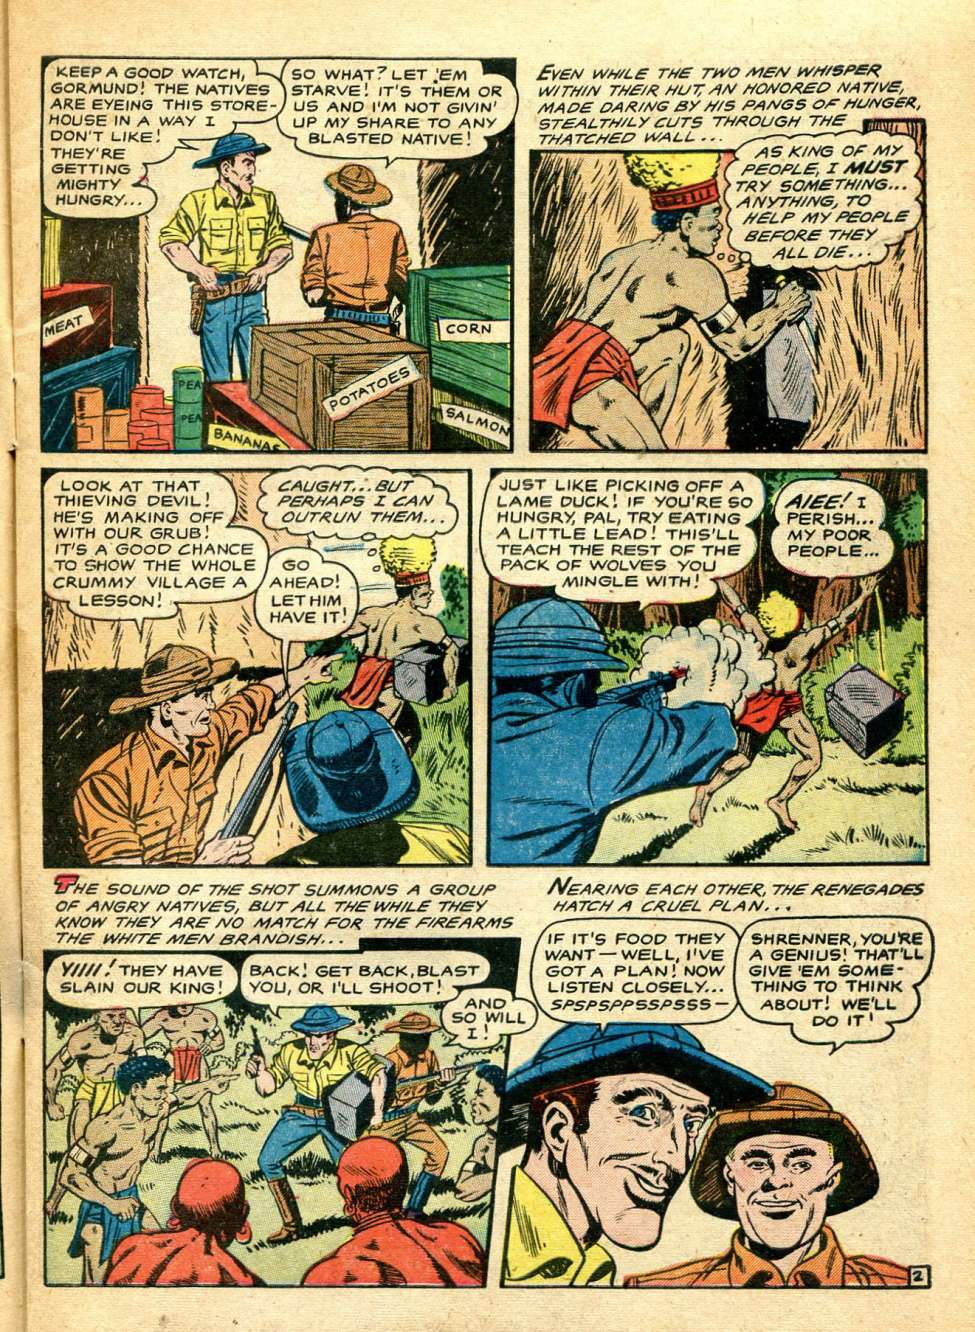 KEEP A GOOD WATCH,
GORMUND! THE NATIVES
ARE EYEING THIS STORE-
HOUSE IN A WAY I
DON'T LIKE!
THEY'RE
GETTING
MIGHTY
HUNGRY...
SO WHAT? LET 'EM
STARVE! IT'S THEM OR
US AND I'M NOT GIVIN'
UP MY SHARE TO ANY
BLASTED NATIVE!
MEAT
PEA
PEA
BANANAS
POTATOES
CORN
SALMON
EVEN WHILE THE TWO MEN WHISPER
WITHIN THEIR HUT, AN HONORED NATIVE,
MADE DARING BY HIS PANGS OF HUNGER,
STEALTHILY CUTS THROUGH THE
THATCHED WALL...
AS KING OF MY
PEOPLE, I MUST
TRY SOMETHING...
ANYTHING, TO
HELP MY PEOPLE
BEFORE THEY
ALL DIE...
LOOK AT THAT
THIEVING DEVIL!
HE'S MAKING OFF
WITH OUR GRUB!
IT'S A GOOD CHANCE
TO SHOW THE WHOLE
CRUMMY VILLAGE A
LESSON!
CAUGHT... BUT
PERHAPS I CAN
OUTRUN THEM...
GO
AHEAD!
LET HIM
HAVE IT!
JUST LIKE PICKING OFF A
LAME DUCK! IF YOU'RE SO
HUNGRY, PAL, TRY EATING
A LITTLE LEAD! THIS'LL
TEACH THE REST OF THE
PACK OF WOLVES YOU
MINGLE WITH!
AIEE! I
PERISH...
MY POOR
PEOPLE...
THE SOUND OF THE SHOT SUMMONS A GROUP
OF ANGRY NATIVES, BUT ALL THE WHILE THEY
KNOW THEY ARE NO MATCH FOR THE FIREARMS
THE WHITE MEN BRANDISH...
YIIII! THEY HAVE
SLAIN OUR KING!
BACK! GET BACK, BLAST
YOU, OR I'LL SHOOT!
AND
SO WILL
I!
NEARING EACH OTHER, THE RENEGADES
HATCH A CRUEL PLAN...
IF IT'S FOOD THEY
WANT—WELL, I'VE
GOT A PLAN! NOW
LISTEN CLOSELY...
SPSPSPPSSPSSS—
SHRENNER, YOU'RE
A GENIUS! THAT'LL
GIVE 'EM SOME-
THING TO THINK
ABOUT! WE'LL
DO IT!
2